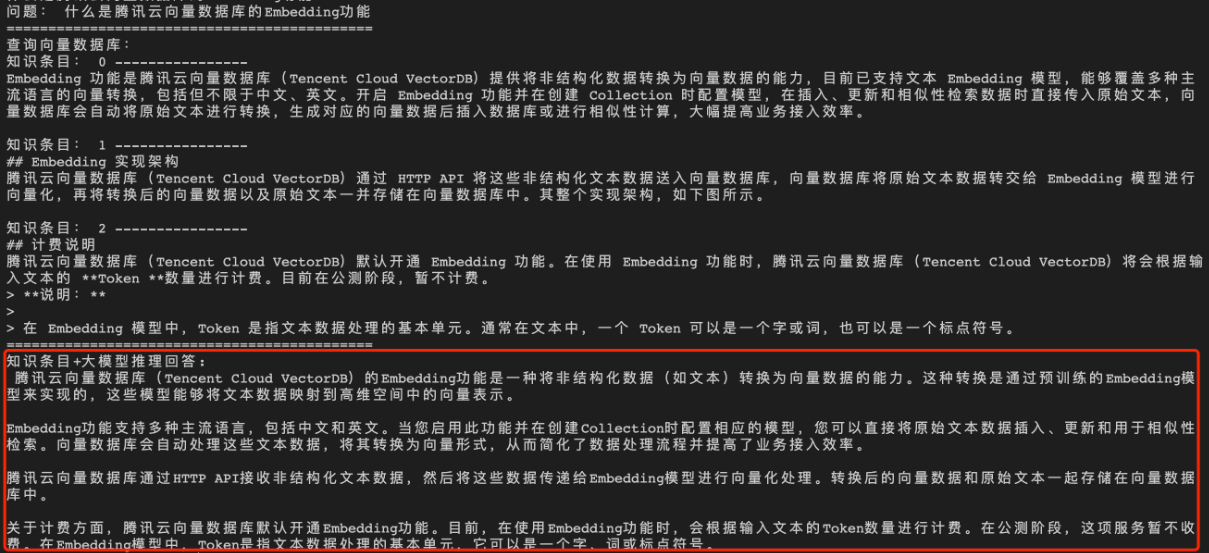 问题： 什么是腾讯云向量数据库的Embedding功能
============================================
查询向量数据库：
知识条目： 0 ----------------
Embedding 功能是腾讯云向量数据库（Tencent Cloud VectorDB）提供将非结构化数据转换为向量数据的能力，目前已支持文本 Embedding 模型，能够覆盖多种主
流语言的向量转换，包括但不限于中文、英文。开启 Embedding 功能并在创建 Collection 时配置模型，在插入、更新和相似性检索数据时直接传入原始文本，向
量数据库会自动将原始文本进行转换，生成对应的向量数据后插入数据库或进行相似性计算，大幅提高业务接入效率。
知识条目： 1 ----------------
## Embedding 实现架构
腾讯云向量数据库（Tencent Cloud VectorDB）通过 HTTP API 将这些非结构化文本数据送入向量数据库，向量数据库将原始文本数据转交给 Embedding 模型进行
向量化，再将转换后的向量数据以及原始文本一并存储在向量数据库中。其整个实现架构，如下图所示。
知识条目： 2 ----------------
## 计费说明
腾讯云向量数据库（Tencent Cloud VectorDB）默认开通 Embedding 功能。在使用 Embedding 功能时，腾讯云向量数据库（Tencent Cloud VectorDB）将会根据输
入文本的 **Token **数量进行计费。目前在公测阶段，暂不计费。
> **说明：**
>
> 在 Embedding 模型中，Token 是指文本数据处理的基本单元。通常在文本中，一个 Token 可以是一个字或词，也可以是一个标点符号。
============================================
知识条目+大模型推理回答：
腾讯云向量数据库（Tencent Cloud VectorDB）的Embedding功能是一种将非结构化数据（如文本）转换为向量数据的能力。这种转换是通过预训练的Embedding模
型来实现的，这些模型能够将文本数据映射到高维空间中的向量表示。
Embedding功能支持多种主流语言，包括中文和英文。当您启用此功能并在创建Collection时配置相应的模型，您可以直接将原始文本数据插入、更新和用于相似性
检索。向量数据库会自动处理这些文本数据，将其转换为向量形式，从而简化了数据处理流程并提高了业务接入效率。
腾讯云向量数据库通过HTTP API接收非结构化文本数据，然后将这些数据传递给Embedding模型进行向量化处理。转换后的向量数据和原始文本一起存储在向量数据
库中。
关于计费方面，腾讯云向量数据库默认开通Embedding功能。目前，在使用Embedding功能时，会根据输入文本的Token数量进行计费。在公测阶段，这项服务暂不收
费。在Embedding模型中，Token是指文本数据处理的基本单元，它可以是一个字、词或标点符号。